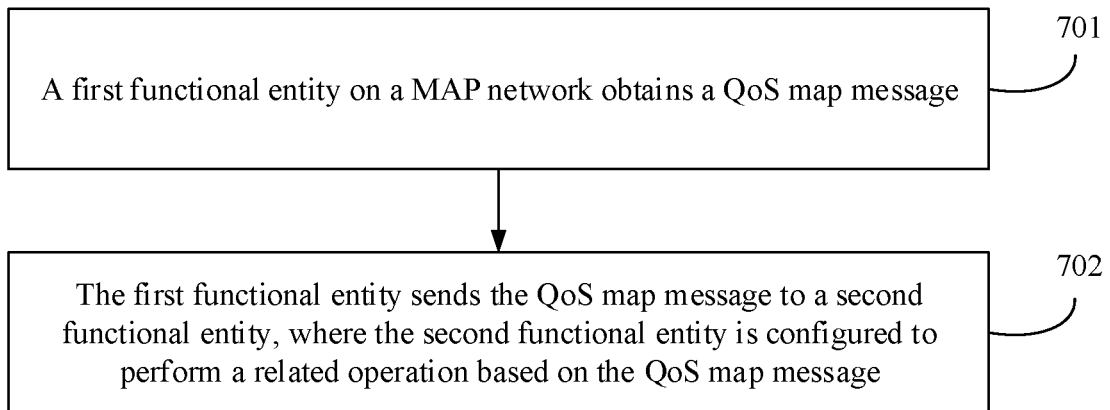 701
A first functional entity on a MAP network obtains a QoS map message
702
The first functional entity sends the QoS map message to a second
functional entity, where the second functional entity is configured to
perform a related operation based on the QoS map message